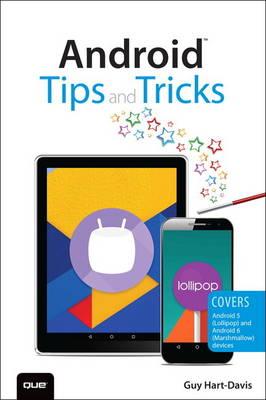 Android™
Tips and Tricks
lollipop
COVERS
Android 5
(Lollipop) and
Android 6
(Marshmallow)
devices
que®
Guy Hart-Davis